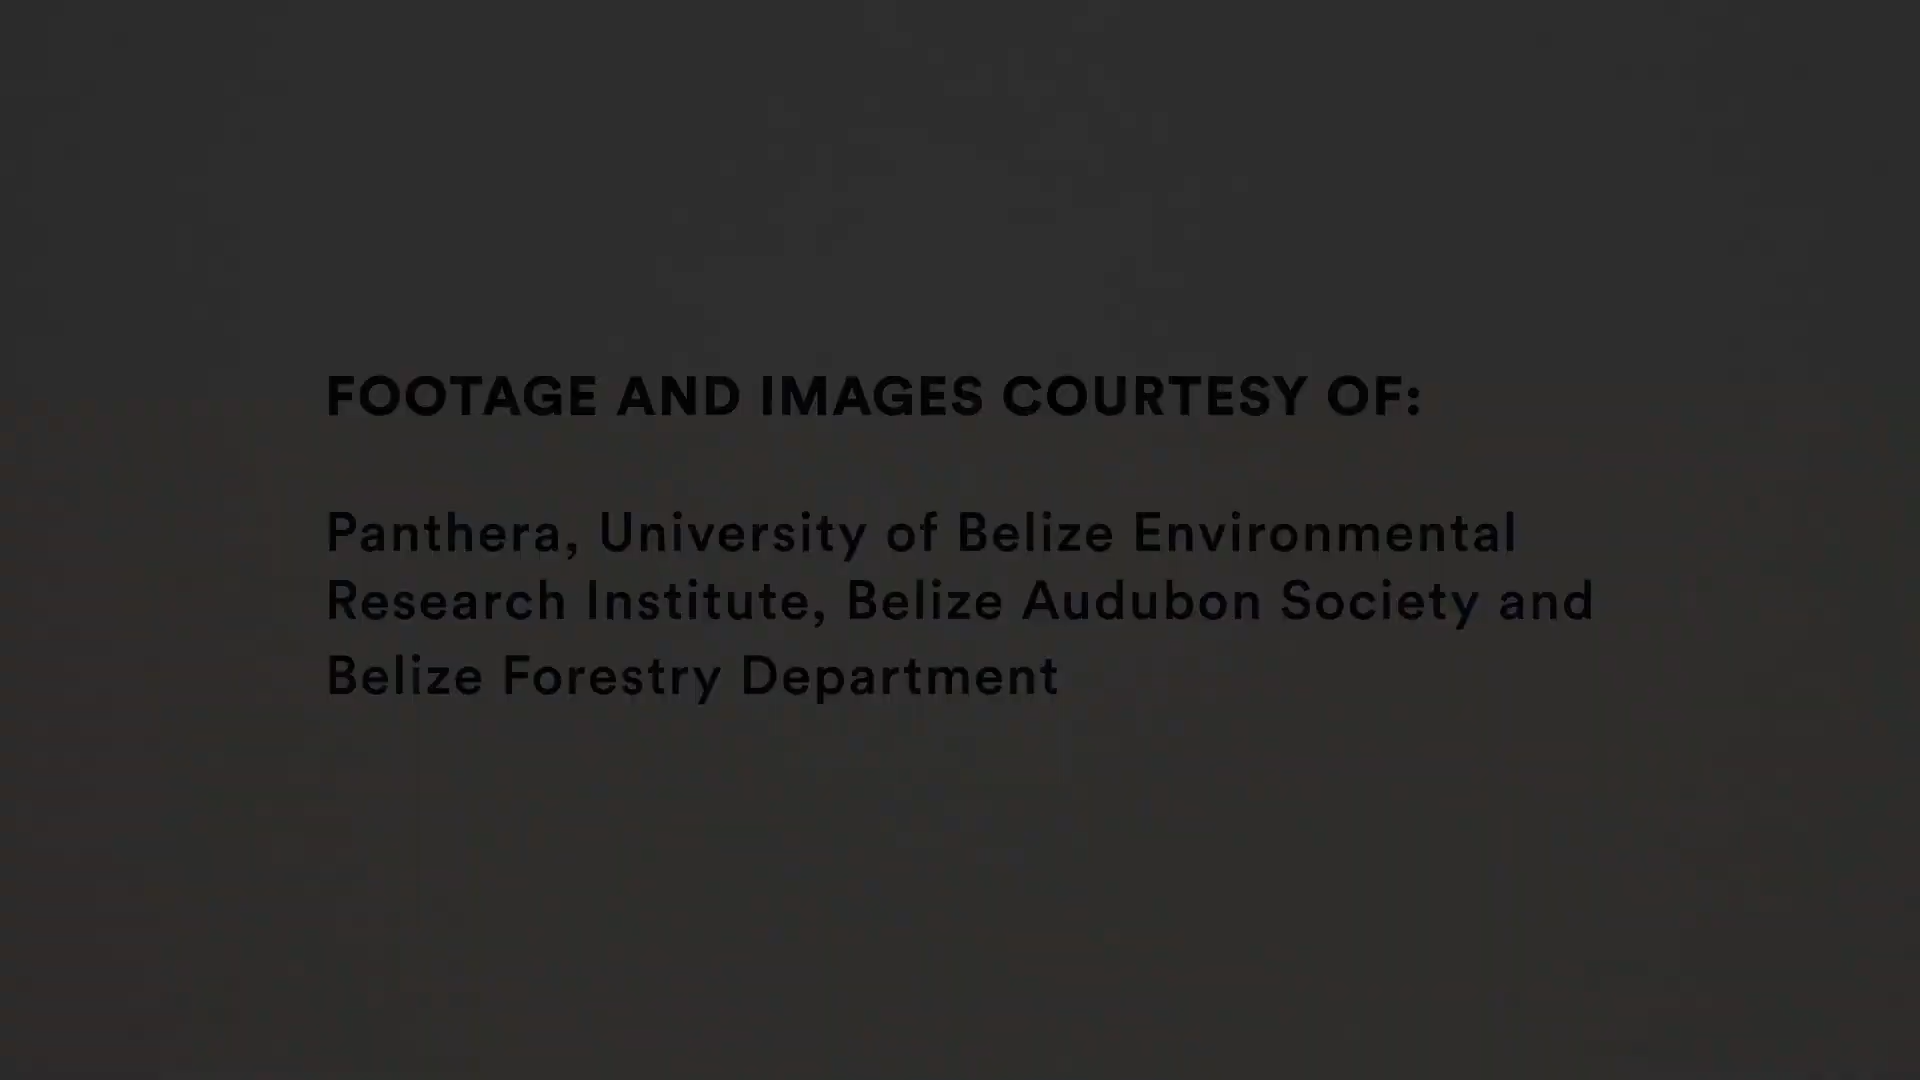 FOOTAGE AND IMAGES COURTESY OF:
Panthera, University of Belize Environmental
Research Institute, Belize Audubon Society and
Belize Forestry Department